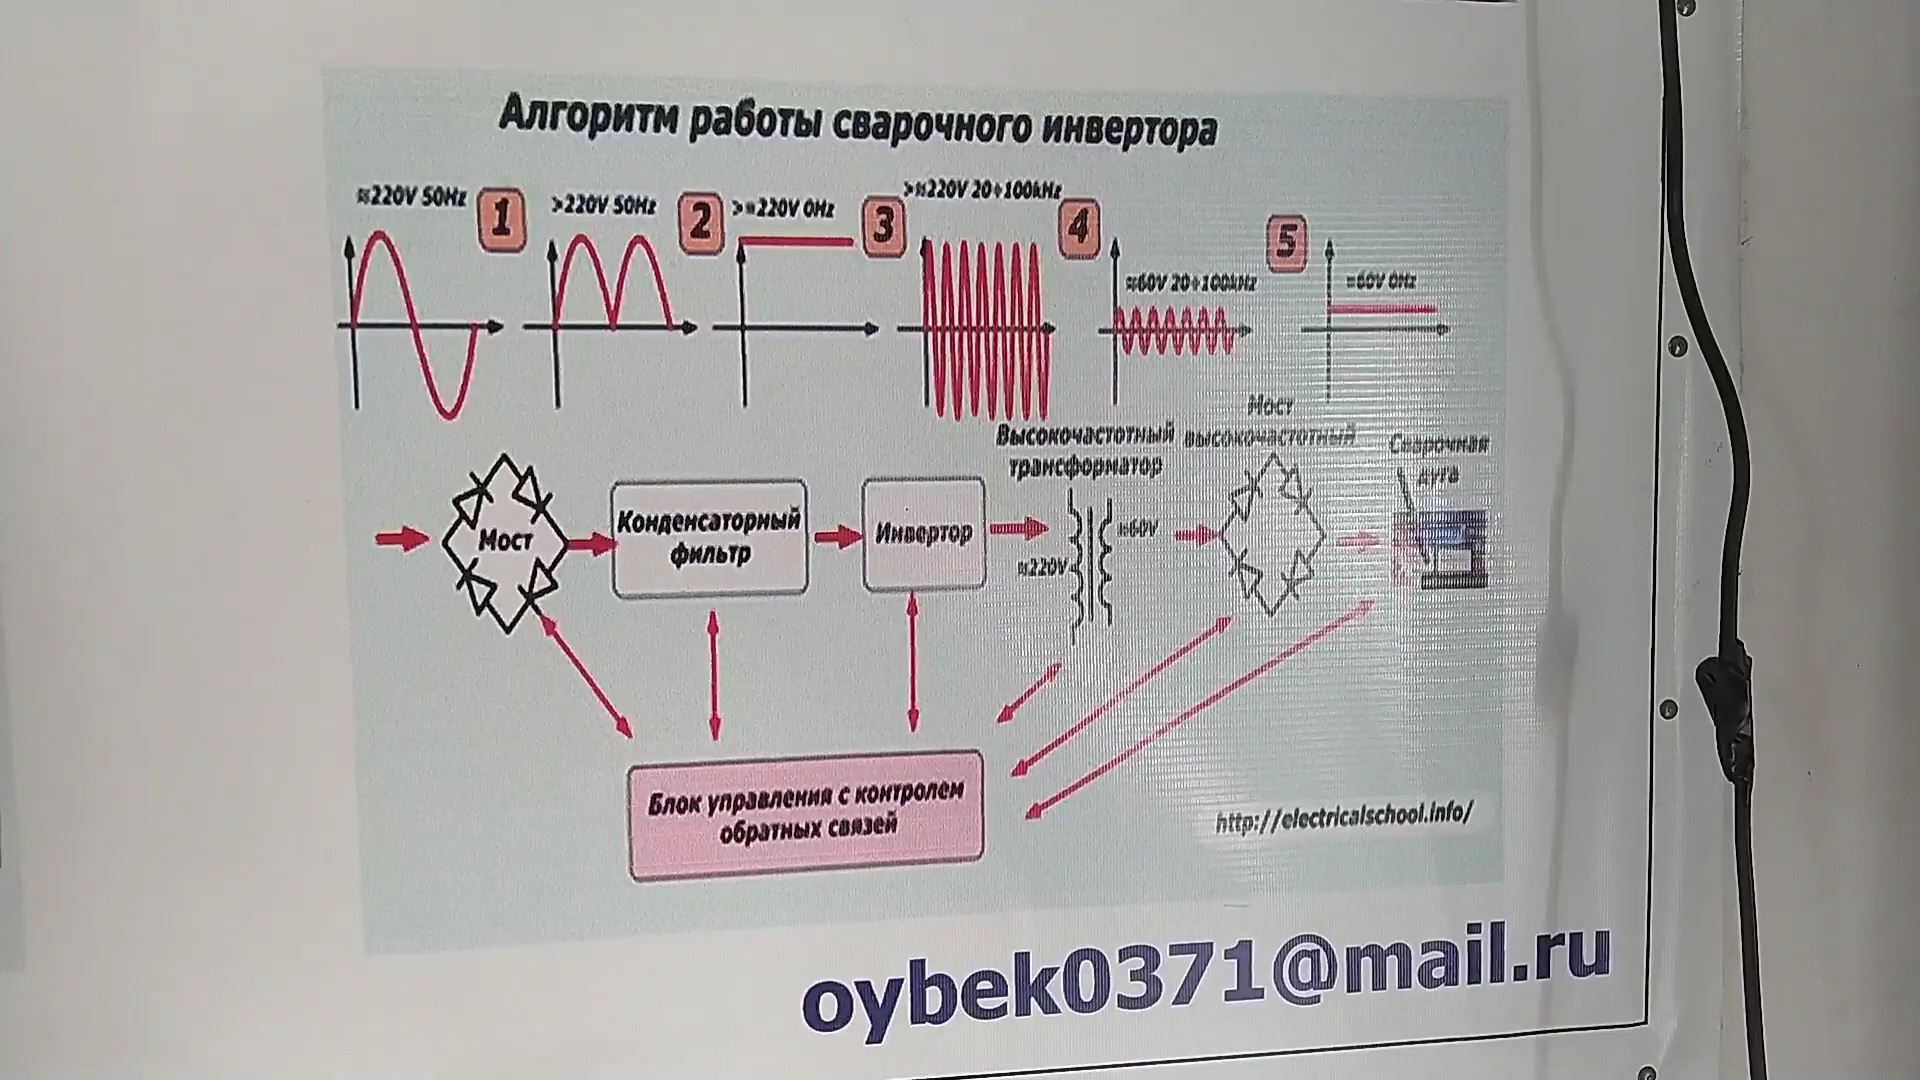 Алгоритм работы сварочного инвертора
≈220V 50Hz
1
>220V 50Hz
2
>=220V 0Hz
3
>≈220V 20÷100kHz
4
≈60V 20÷100kHz
5
=60V 0Hz
Мост
Конденсаторный
фильтр
Инвертор
Высокочастотный
трансформатор
≈220V
≈60V
Мост
высокочастотный
Сварочная
дуга
Блок управления с контролем
обратных связей
http://electricalschool.info/
oybek0371@mail.ru